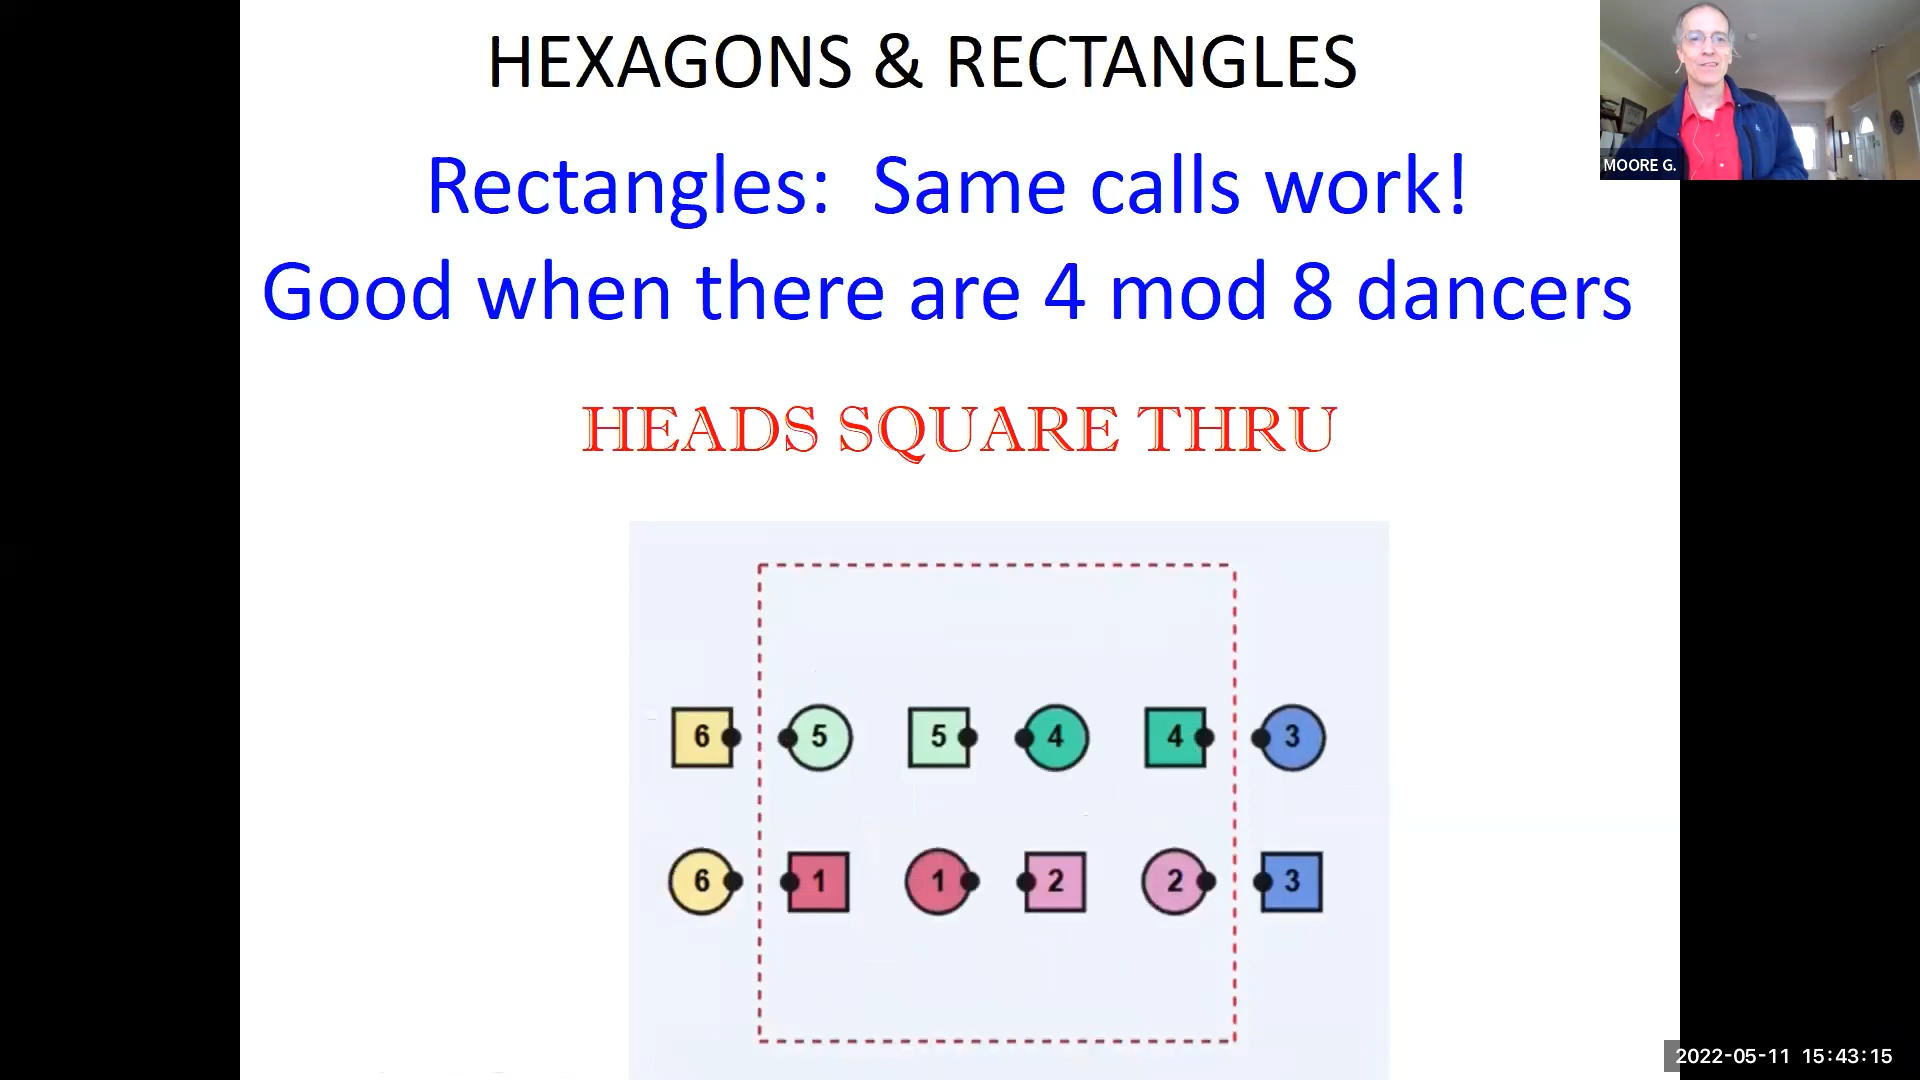 HEXAGONS & RECTANGLES
MOORE G.
Rectangles: Same calls work!
Good when there are 4 mod 8 dancers
HEADS SQUARE THRU
6 5 5 4 4 3
6 1 1 2 2 3
2022-05-11 15:43:15